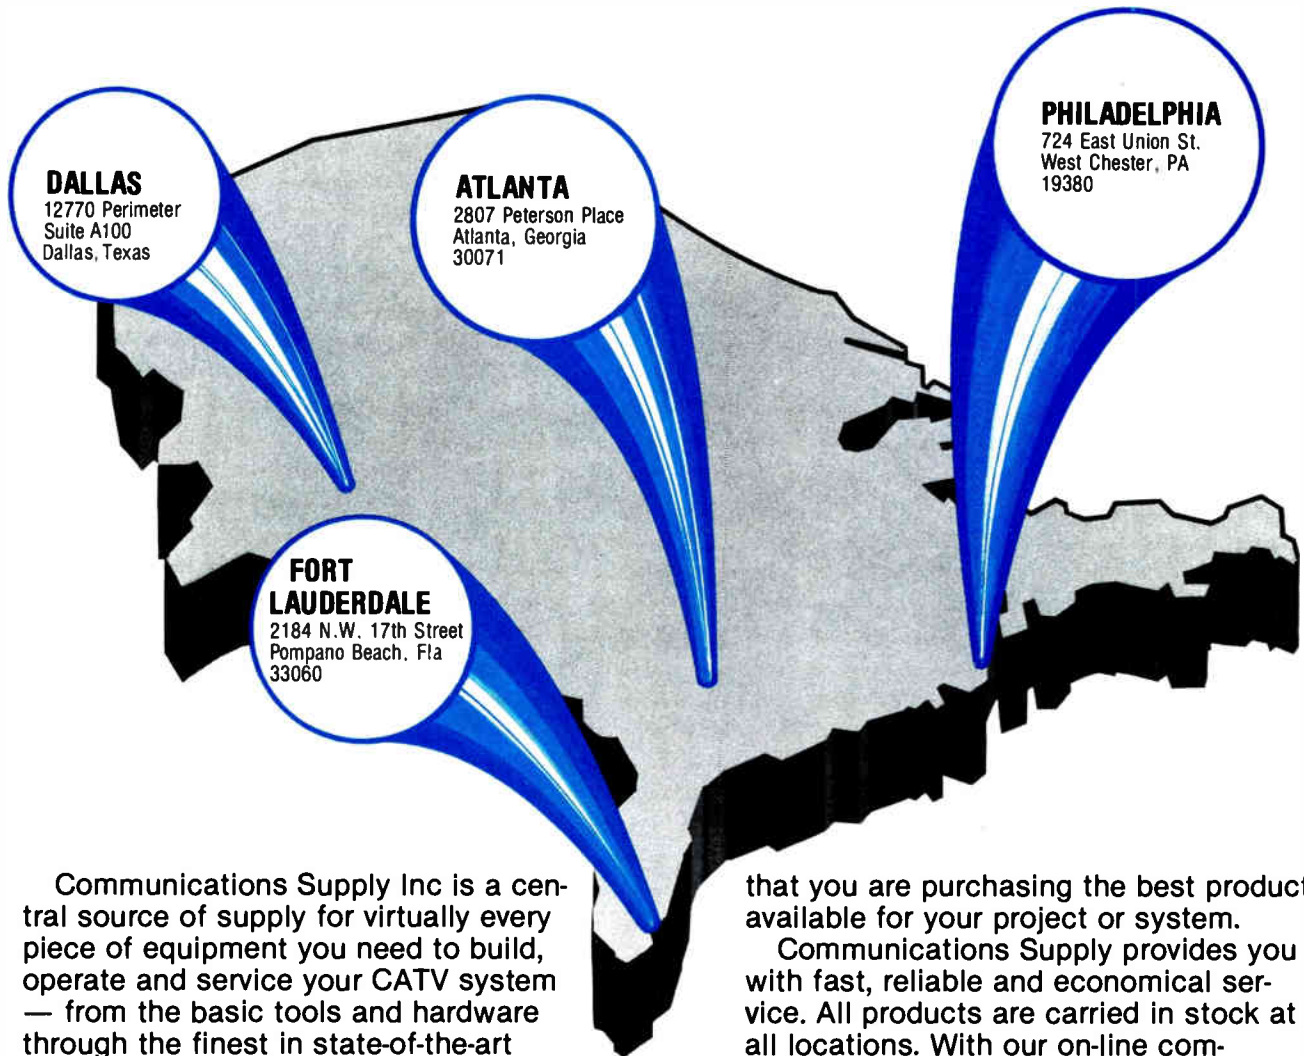 DALLAS
12770 Perimeter
Suite A100
Dallas, Texas
ATLANTA
2807 Peterson Place
Atlanta, Georgia
30071
PHILADELPHIA
724 East Union St.
West Chester, PA
19380
FORT
LAUDERDALE
2184 N.W. 17th Street
Pompano Beach, Fla
33060
Communications Supply Inc is a cen-
tral source of supply for virtually every
piece of equipment you need to build,
operate and service your CATV system
— from the basic tools and hardware
through the finest in state-of-the-art
that you are purchasing the best product
available for your project or system.
Communications Supply provides you
with fast, reliable and economical ser-
vice. All products are carried in stock at
all locations. With our on-line com-